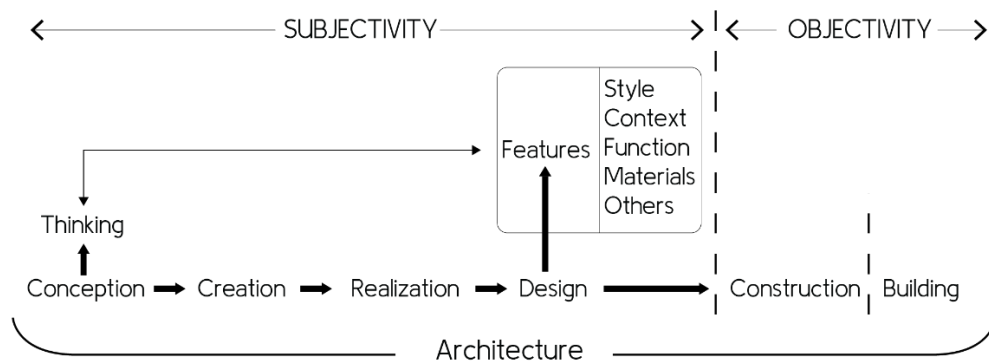 SUBJECTIVITY
OBJECTIVITY
Style
Context
Features
Function
Materials
Others
Thinking
Conception
Creation
Realization
Design
Construction
Building
Architecture